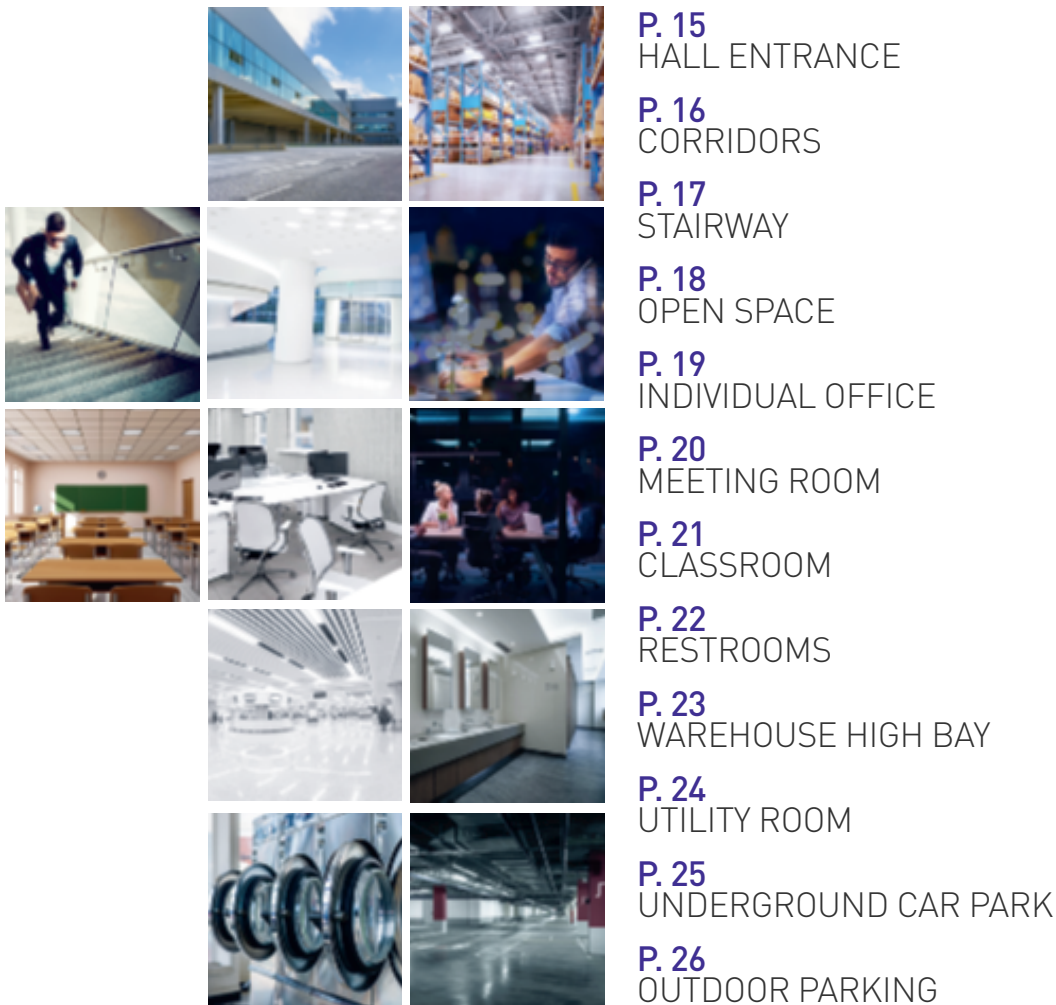 P. 15
HALL ENTRANCE
P. 16
CORRIDORS
P. 17
STAIRWAY
P. 18
OPEN SPACE
P. 19
INDIVIDUAL OFFICE
P. 20
MEETING ROOM
P. 21
CLASSROOM
P. 22
RESTROOMS
P. 23
WAREHOUSE HIGH BAY
P. 24
UTILITY ROOM
P. 25
UNDERGROUND CAR PARK
P. 26
OUTDOOR PARKING